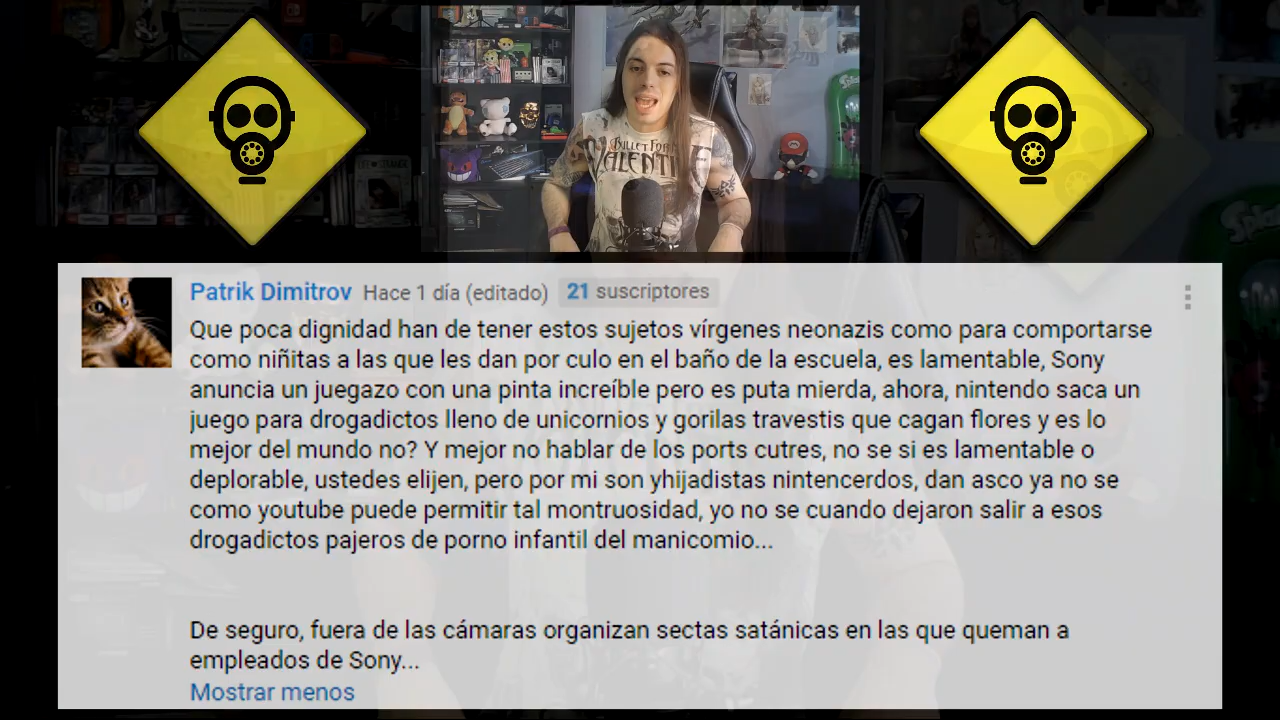 BULLET FOR
VALENTI
Spla
Patrik Dimitrov Hace 1 día (editado) 21 suscriptores
Que poca dignidad han de tener estos sujetos vírgenes neonazis como para comportarse
como niñitas a las que les dan por culo en el baño de la escuela, es lamentable, Sony
anuncia un juegazo con una pinta increíble pero es puta mierda, ahora, nintendo saca un
juego para drogadictos lleno de unicornios y gorilas travestis que cagan flores y es lo
mejor del mundo no? Y mejor no hablar de los ports cutres, no se si es lamentable o
deplorable, ustedes elijen, pero por mi son yhijadistas nintencerdos, dan asco ya no se
como youtube puede permitir tal montruosidad, yo no se cuando dejaron salir a esos
drogadictos pajeros de porno infantil del manicomio...
De seguro, fuera de las cámaras organizan sectas satánicas en las que queman a
empleados de Sony...
Mostrar menos